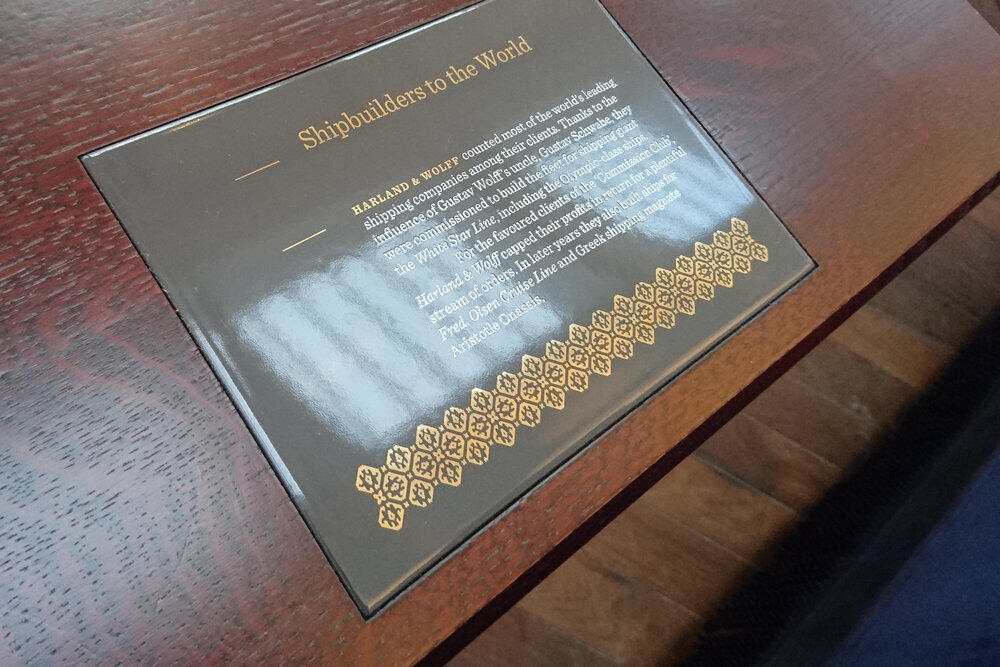 Shipbuilders to the World
HARLAND & WOLFF counted most of the world's leading
shipping companies among their clients. Thanks to the
influence of Gustav Wolff's uncle, Gustav Schwabe, they
were commissioned to build the fleet for shipping giant
the White Star Line, including the Olympic-class ships.
For the favoured clients of the 'Commission Club',
Harland & Wolff capped their profits in return for a plentiful
stream of orders. In later years they also built ships for
Fred. Olsen Cruise Line and Greek shipping magnate
Aristotle Onassis.